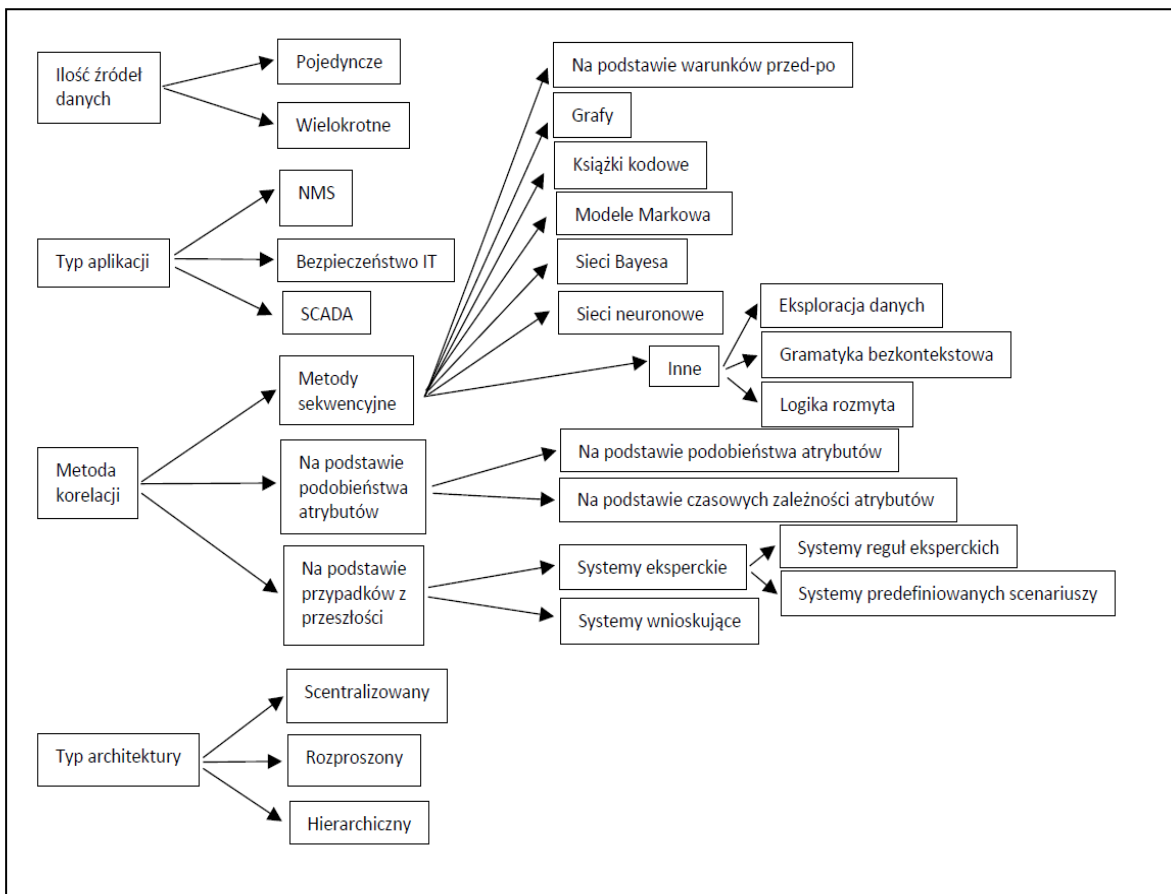 Ilość źródeł
danych
Pojedyncze
Wielokrotne
Typ aplikacji
NMS
Bezpieczeństwo IT
SCADA
Metoda
korelacji
Metody
sekwencyjne
Na podstawie warunków przed-po
Grafy
Książki kodowe
Modele Markowa
Sieci Bayesa
Sieci neuronowe
Inne
Eksploracja danych
Gramatyka bezkontekstowa
Logika rozmyta
Na podstawie
podobieństwa
atrybutów
Na podstawie podobieństwa atrybutów
Na podstawie czasowych zależności atrybutów
Na podstawie
przypadków z
przeszłości
Systemy eksperckie
Systemy reguł eksperckich
Systemy predefiniowanych scenariuszy
Systemy wnioskujące
Typ architektury
Scentralizowany
Rozproszony
Hierarchiczny